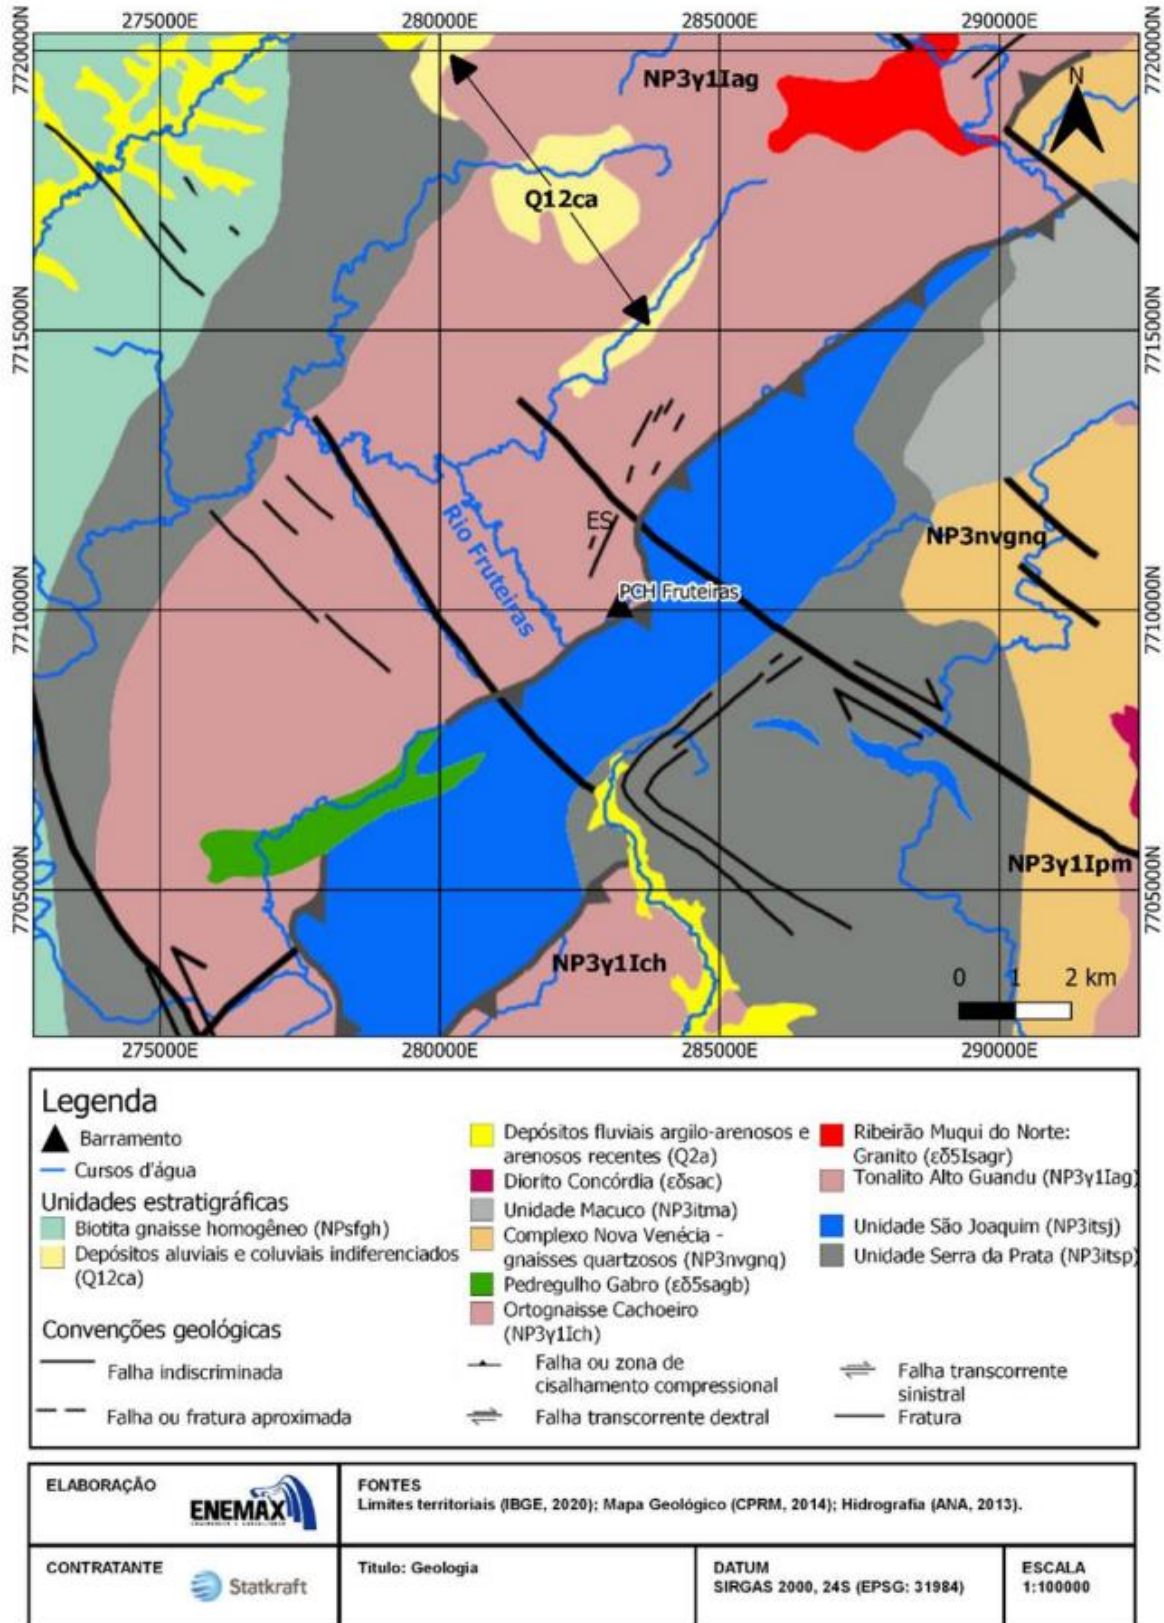 275000E 280000E 285000E 290000E
7720000N
7720000N
NP3γ1Iag
N
Q12ca
7715000N
7715000N
Rio Fruteiras
ES
NP3nvgnq
PCH Fruteiras
7710000N
7710000N
NP3γ1Ipm
7705000N
7705000N
NP3γ1Ich
0 1 2 km
275000E 280000E 285000E 290000E
Legenda
Barramento
Cursos d'água
Unidades estratigráficas
Biotita gnaisse homogêneo (NPsfgh)
Depósitos aluviais e coluviais indiferenciados
(Q12ca)
Depósitos fluviais argilo-arenosos e
arenosos recentes (Q2a)
Diorito Concórdia (εδsac)
Unidade Macuco (NP3itma)
Complexo Nova Venécia -
gnaisses quartzosos (NP3nvgnq)
Pedregulho Gabro (εδ5sagb)
Ortognaisse Cachoeiro
(NP3γ1Ich)
Ribeirão Muqui do Norte:
Granito (εδ5Isagr)
Tonalito Alto Guandu (NP3γ1Iag)
Unidade São Joaquim (NP3itsj)
Unidade Serra da Prata (NP3itsp)
Convenções geológicas
Falha indiscriminada
Falha ou fratura aproximada
Falha ou zona de
cisalhamento compressional
Falha transcorrente dextral
Falha transcorrente
sinistral
Fratura
ELABORAÇÃO
ENEMAX
FONTES
Limites territoriais (IBGE, 2020); Mapa Geológico (CPRM, 2014); Hidrografia (ANA, 2013).
CONTRATANTE
Statkraft
Titulo: Geologia
DATUM
SIRGAS 2000, 24S (EPSG: 31984)
ESCALA
1:100000